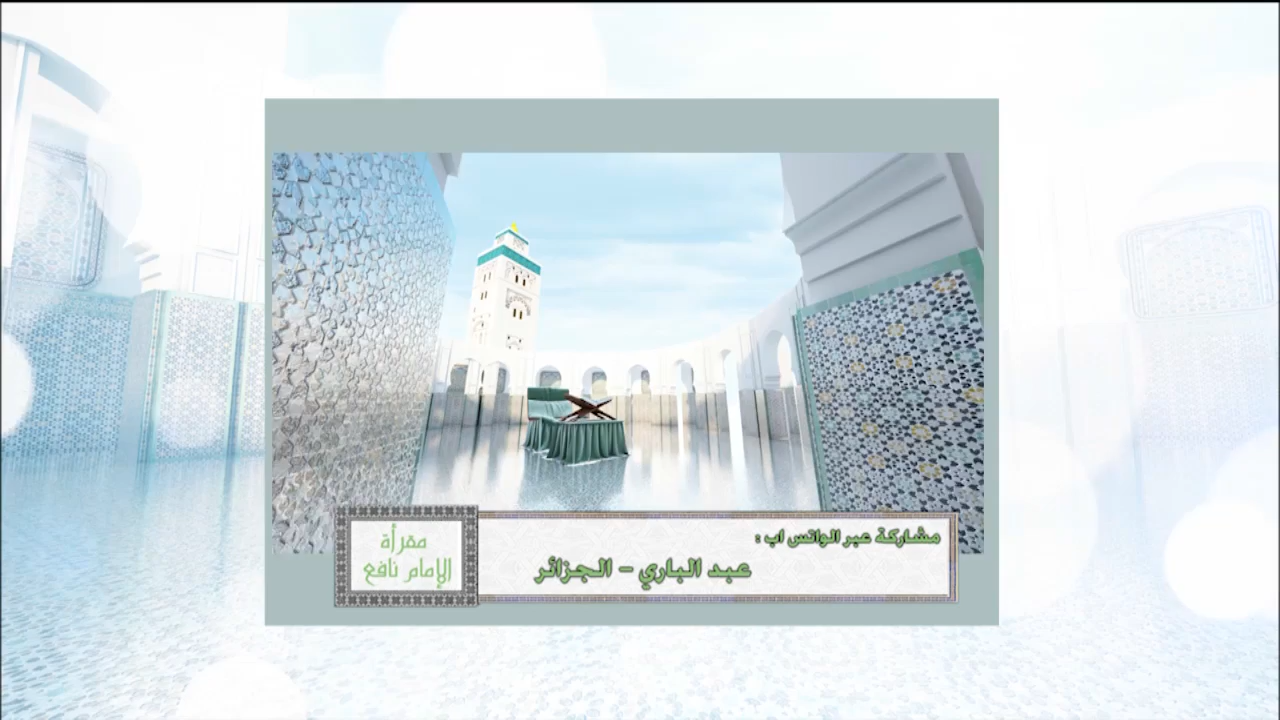 مشاركة عبر الواتس اب :
عبد الباري - الجزائر
مقرأة
الإمام نافع